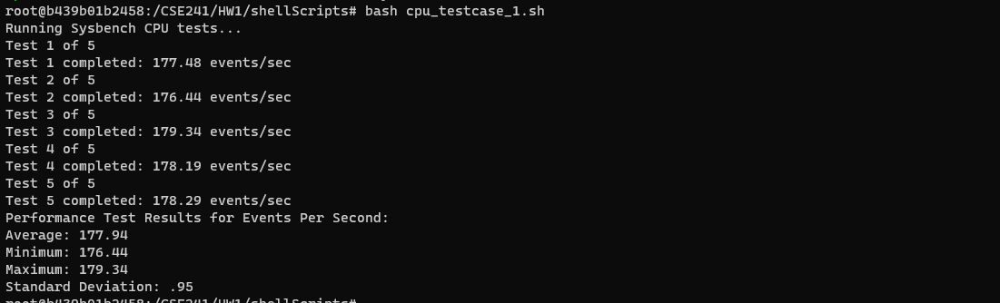 root@b439b01b2458:/CSE241/HW1/shellScripts# bash cpu_testcase_1.sh
Running Sysbench CPU tests...
Test 1 of 5
Test 1 completed: 177.48 events/sec
Test 2 of 5
Test 2 completed: 176.44 events/sec
Test 3 of 5
Test 3 completed: 179.34 events/sec
Test 4 of 5
Test 4 completed: 178.19 events/sec
Test 5 of 5
Test 5 completed: 178.29 events/sec
Performance Test Results for Events Per Second:
Average: 177.94
Minimum: 176.44
Maximum: 179.34
Standard Deviation: .95
root@b439b01b2458:/CSE241/HW1/shellScripts#